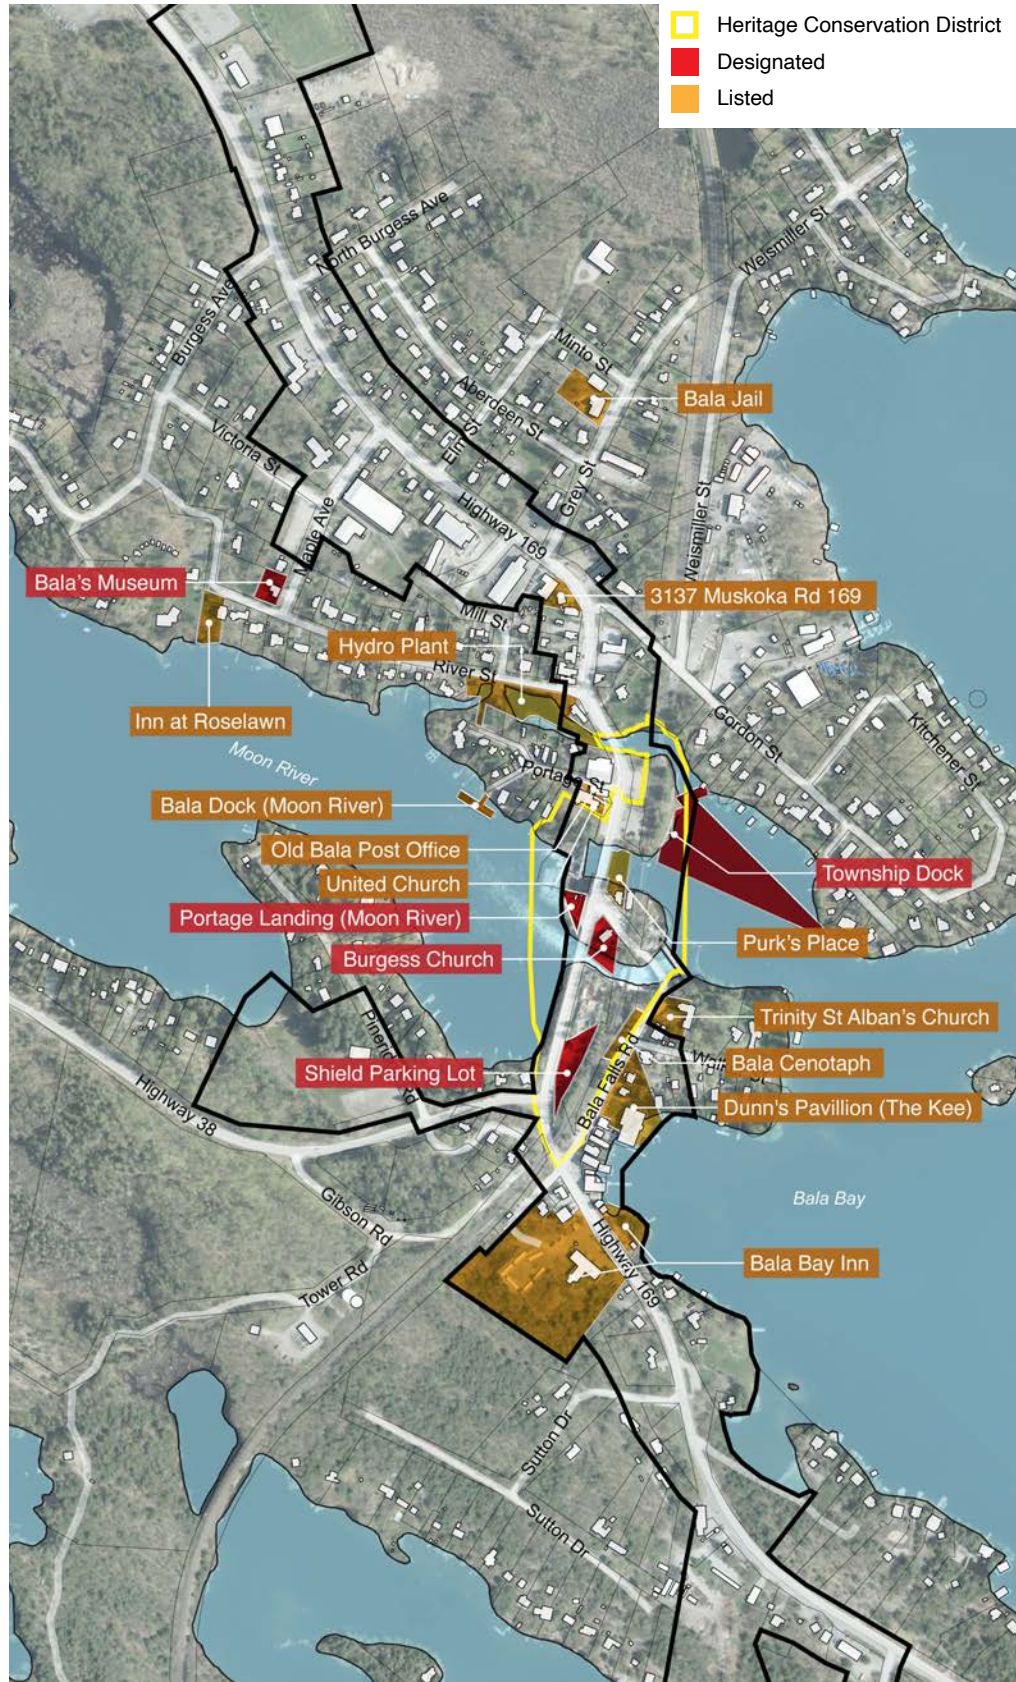 Heritage Conservation District
Designated
Listed
North Burgess Ave
Weismiller St
Burgess Ave
Minto St
Bala Jail
Aberdeen St
Elm St
Victoria St
Grey St
Highway 169
Weismiller St
Maple Ave
Bala's Museum
3137 Muskoka Rd 169
Mill St
Hydro Plant
River St
Inn at Roselawn
Gordon St
Kitchener St
Moon River
Portage St
Bala Dock (Moon River)
Old Bala Post Office
Township Dock
United Church
Portage Landing (Moon River)
Purk's Place
Burgess Church
Trinity St Alban's Church
Shield Parking Lot
Bala Cenotaph
Bala Falls Rd
Highway 38
Dunn's Pavillion (The Kee)
Gibson Rd
Bala Bay
Tower Rd
Highway 169
Bala Bay Inn
Sutton Dr
Sutton Dr